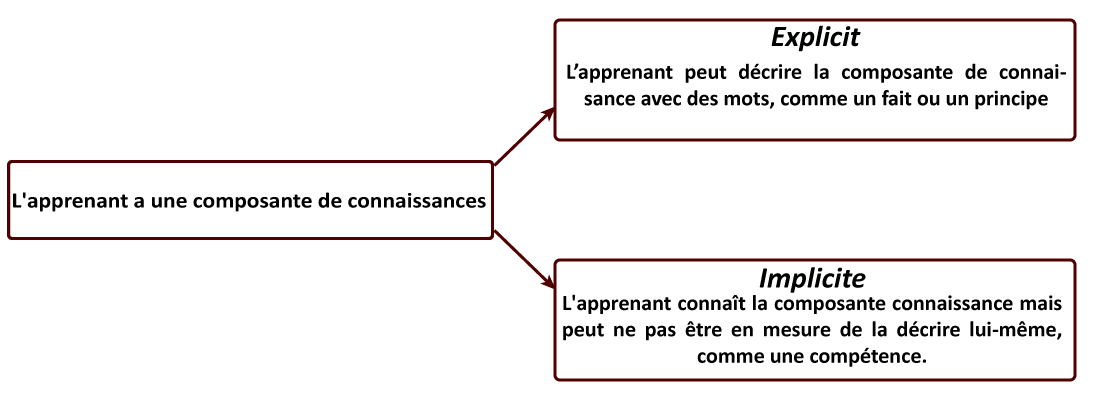 Explicit
L’apprenant peut décrire la composante de connai-
sance avec des mots, comme un fait ou un principe
L'apprenant a une composante de connaissances
Implicite
L'apprenant connaît la composante connaissance mais
peut ne pas être en mesure de la décrire lui-même,
comme une compétence.